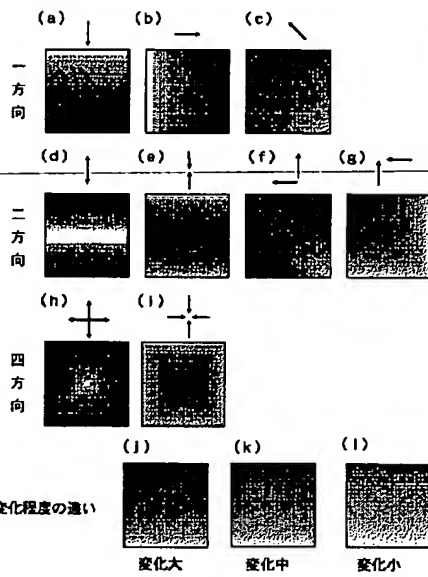 (a) (b) (c)
一方向
(d) (e) (f) (g)
二方向
(h) (i)
四方向
(j) (k) (l)
変化程度の違い
変化大 変化中 変化小